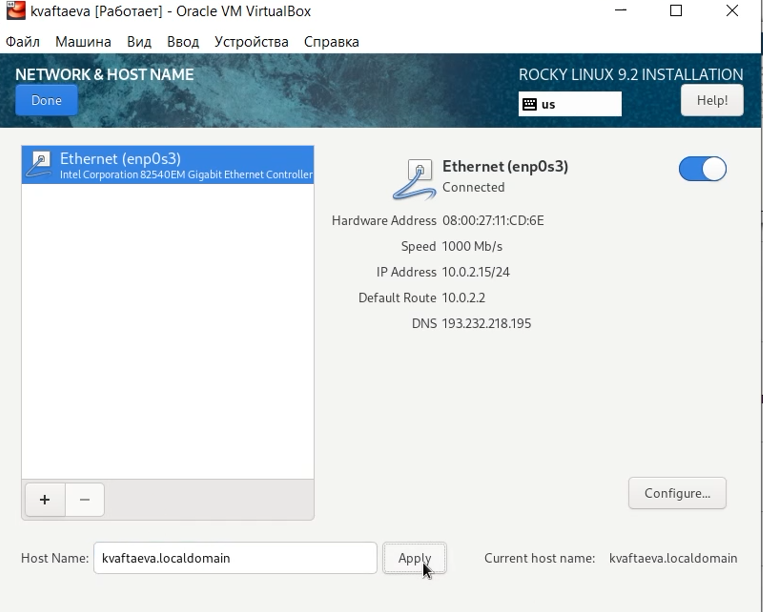 kvaftaeva [Работает] - Oracle VM VirtualBox
Файл Машина Вид Ввод Устройства Справка
NETWORK & HOST NAME
ROCKY LINUX 9.2 INSTALLATION
Done
us
Help!
Ethernet (enp0s3)
Intel Corporation 82540EM Gigabit Ethernet Controller
Ethernet (enp0s3)
Connected
Hardware Address 08:00:27:11:CD:6E
Speed 1000 Mb/s
IP Address 10.0.2.15/24
Default Route 10.0.2.2
DNS 193.232.218.195
+ −
Configure...
Host Name: kvaftaeva.localdomain Apply Current host name: kvaftaeva.localdomain